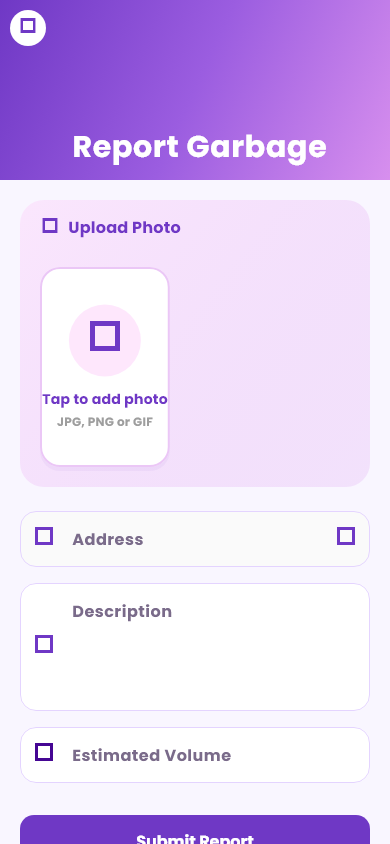 Report Garbage
Upload Photo
Tap to add photo
JPG, PNG or GIF
Address
Description
Estimated Volume
Submit Report